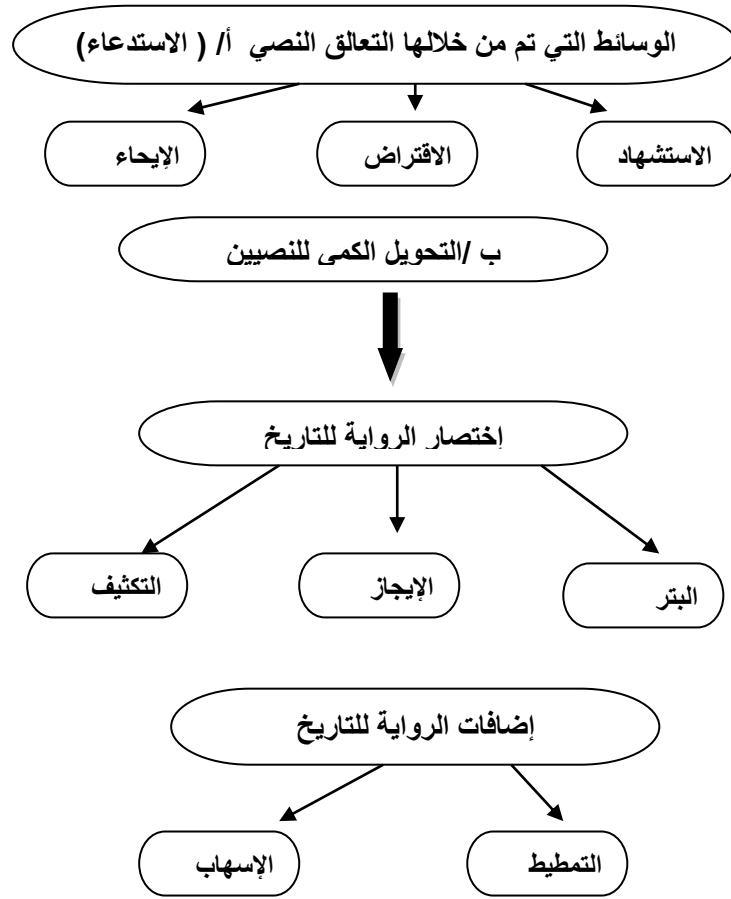 الوسائط التي تم من خلالها التعالق النصي أ/ ( الاستدعاء)
الاستشهاد
الاقتراض
الإيحاء
ب /التحويل الكمي للنصيين
إختصار الرواية للتاريخ
البتر
الإيجاز
التكثيف
إضافات الرواية للتاريخ
التمطيط
الإسهاب